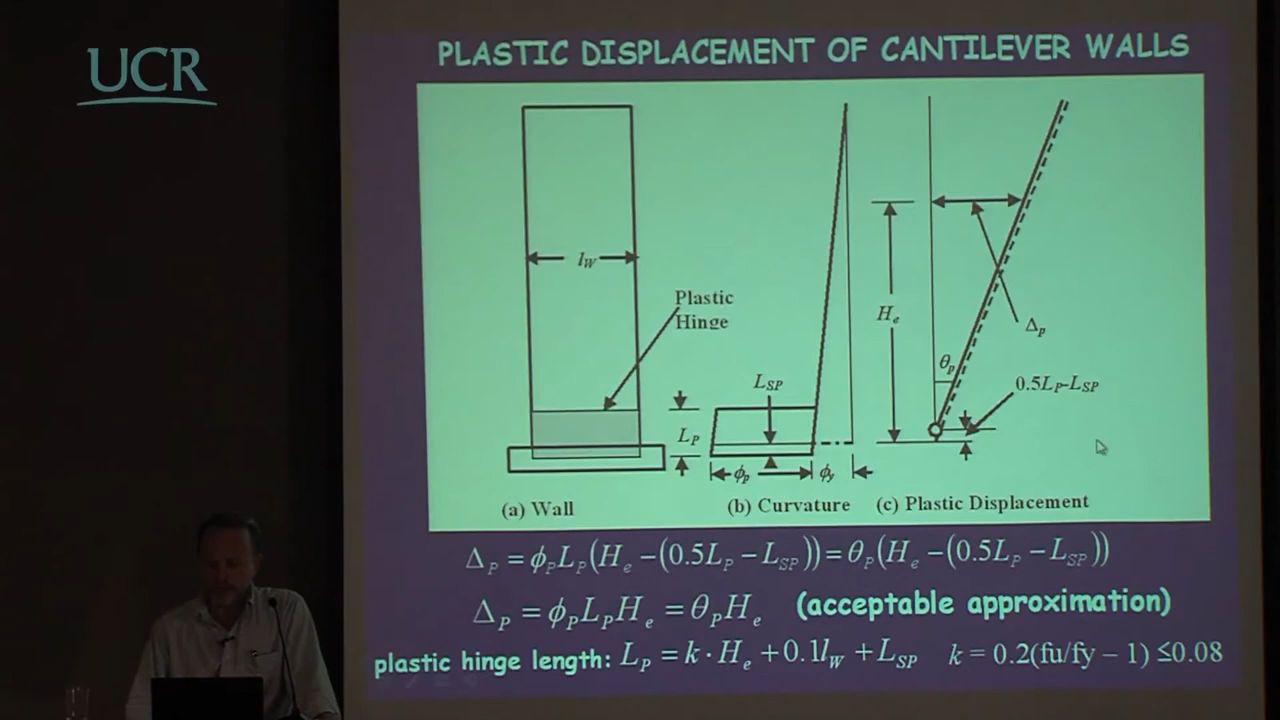 UCR
PLASTIC DISPLACEMENT OF CANTILEVER WALLS
l_W
Plastic
Hinge
L_P
L_SP
ϕ_p
ϕ_y
H_e
θ_p
Δ_p
0.5L_P-L_SP
(a) Wall
(b) Curvature
(c) Plastic Displacement
Δ_P = ϕ_P L_P (H_e − (0.5L_P − L_SP)) = θ_P (H_e − (0.5L_P − L_SP))
Δ_P = ϕ_P L_P H_e = θ_P H_e (acceptable approximation)
plastic hinge length: L_P = k · H_e + 0.1l_W + L_SP k = 0.2(fu/fy − 1) ≤0.08